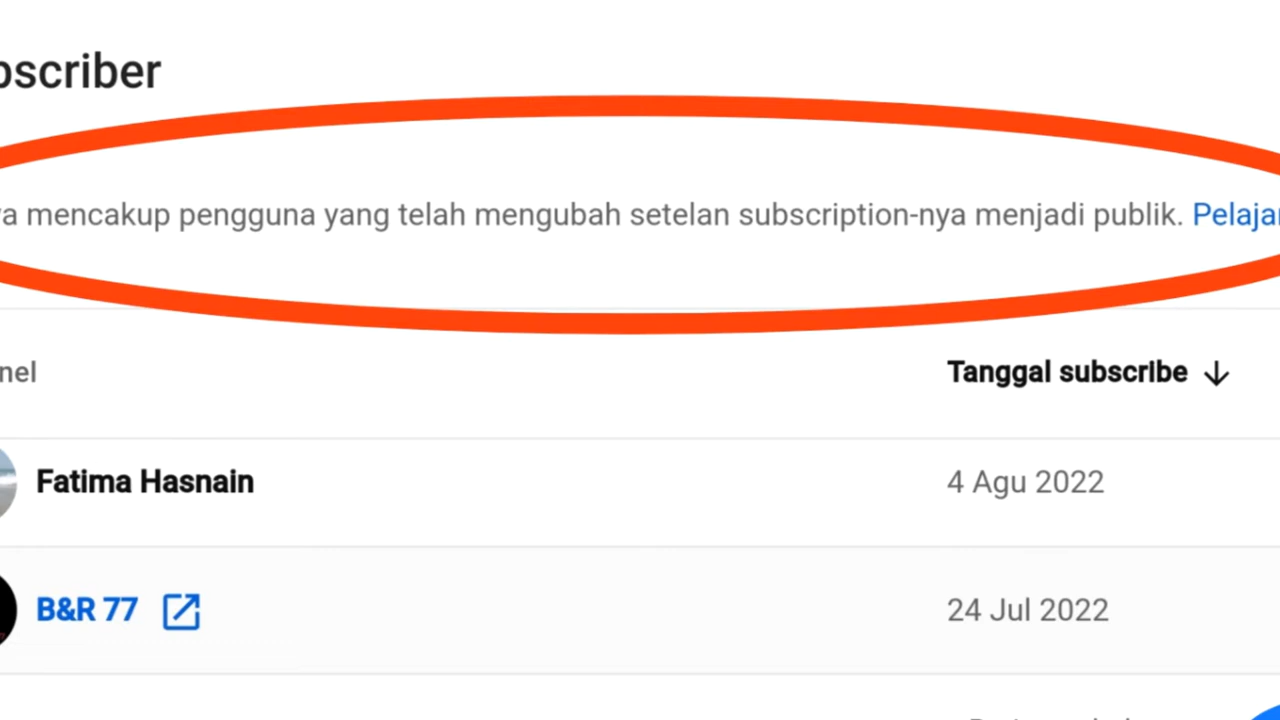 bscriber
ya mencakup pengguna yang telah mengubah setelan subscription-nya menjadi publik. Pelajar
nel
Tanggal subscribe
Fatima Hasnain
4 Agu 2022
B&R 77
24 Jul 2022